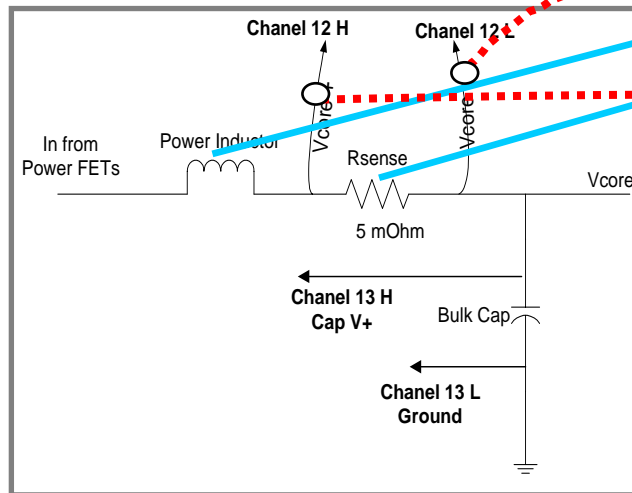 Chanel 12 H
Chanel 12 L
Vcore +
Vcore
In from
Power FETs
Power Inductor
Rsense
Vcore
5 mOhm
Chanel 13 H
Cap V+
Bulk Cap
Chanel 13 L
Ground